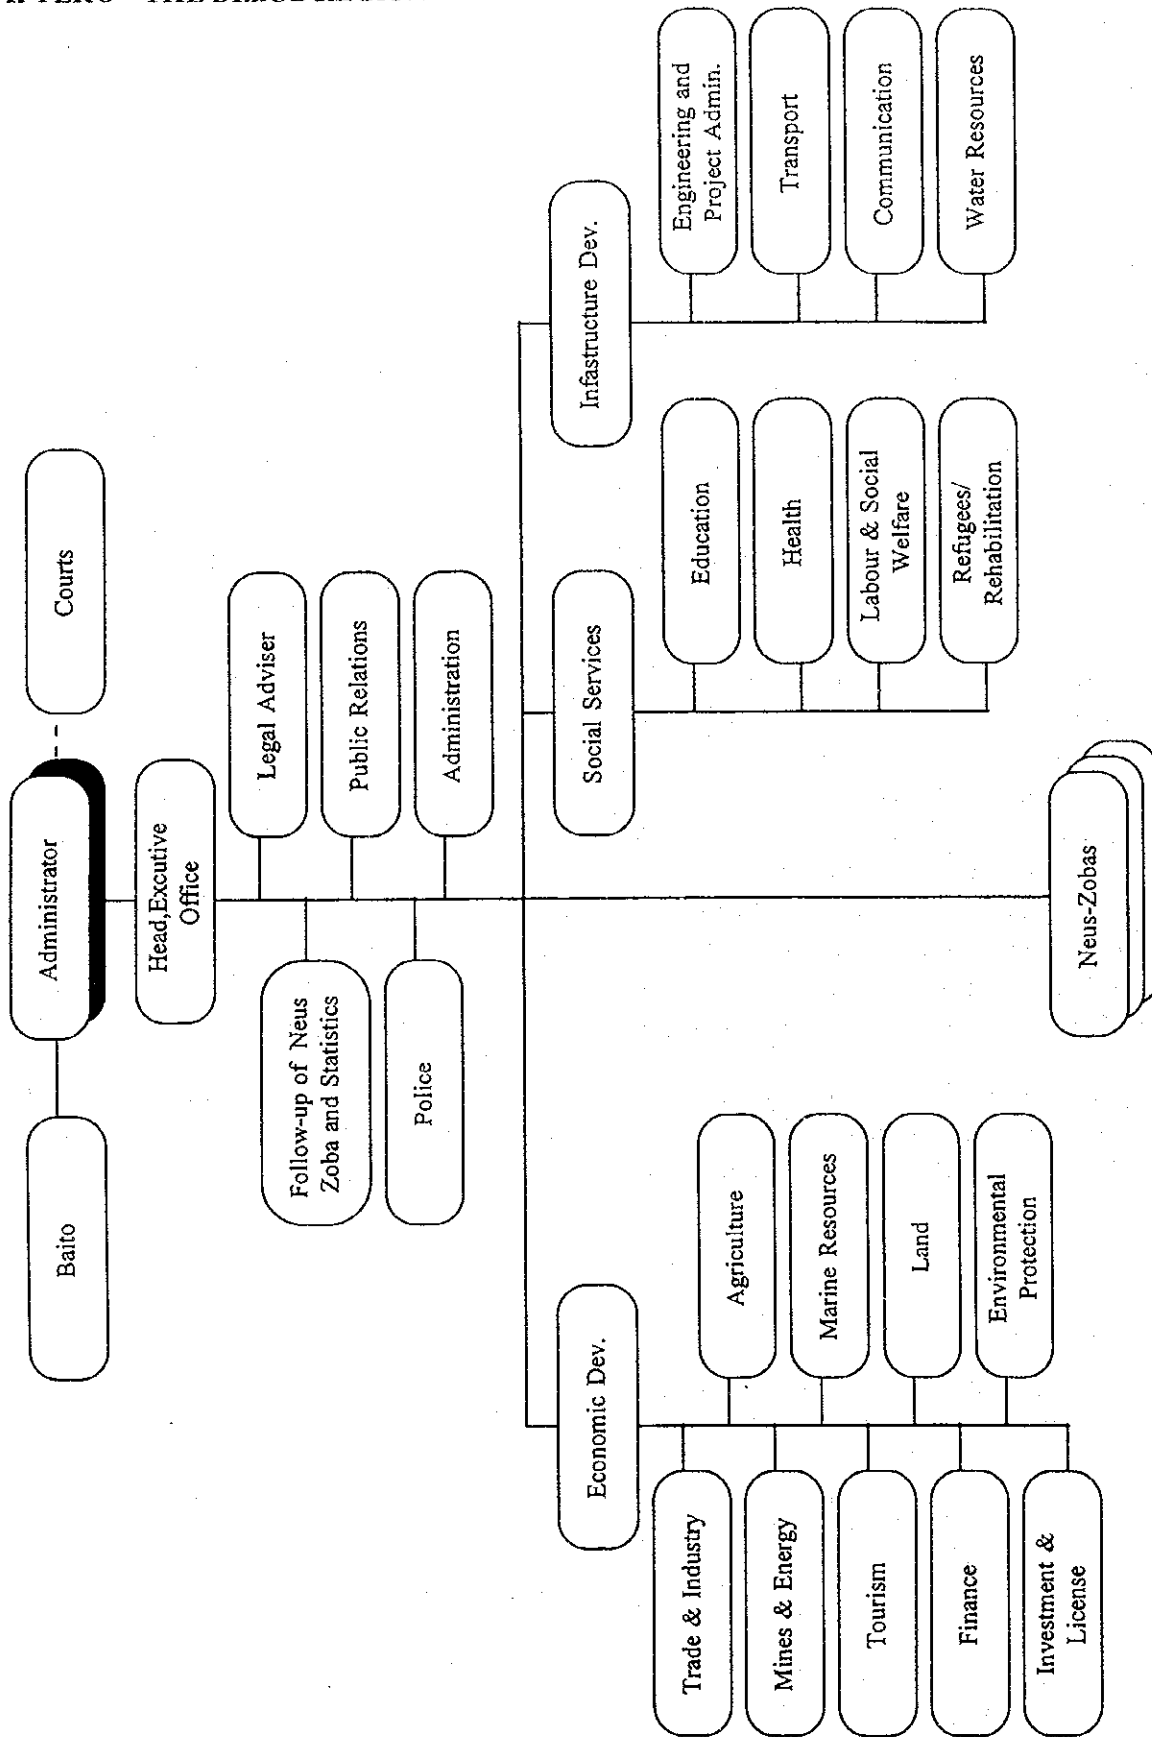 Administrator
Baito
Courts
Head,Excutive
Office
Legal Adviser
Follow-up of Neus
Zoba and Statistics
Public Relations
Police
Administration
Economic Dev.
Social Services
Infastructure Dev.
Trade & Industry
Agriculture
Mines & Energy
Marine Resources
Tourism
Land
Finance
Environmental
Protection
Investment &
License
Education
Health
Labour & Social
Welfare
Refugees/
Rehabilitation
Engineering and
Project Admin.
Transport
Communication
Water Resources
Neus-Zobas